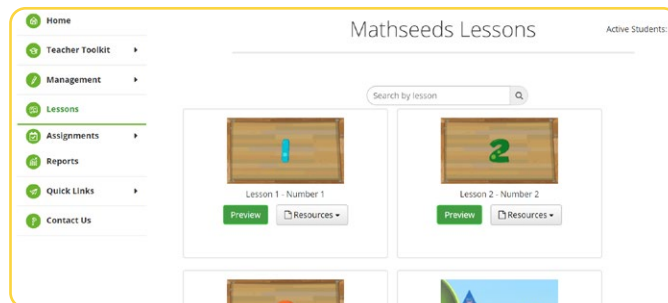 Home
Teacher Toolkit
Management
Lessons
Assignments
Reports
Quick Links
Contact Us
Mathseeds Lessons
Active Students:
Search by lesson
1
2
Lesson 1 - Number 1
Lesson 2 - Number 2
Preview
Resources
Preview
Resources